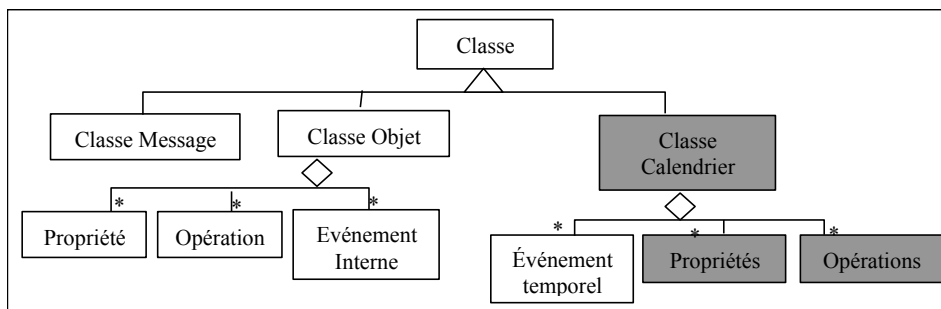 Classe
Classe Message
Classe Objet
Classe
Calendrier
*
*
*
Propriété
Opération
Evénement
Interne
*
*
*
Événement
temporel
Propriétés
Opérations